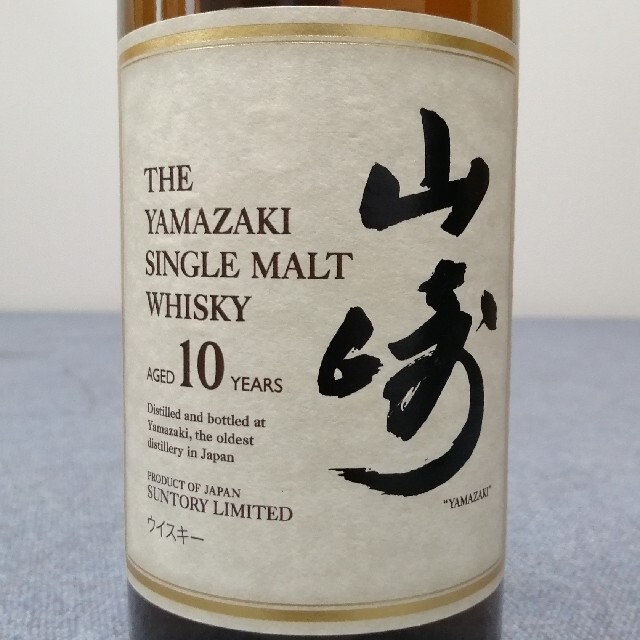 THE
YAMAZAKI
SINGLE MALT
WHISKY
AGED 10 YEARS
Distilled and bottled at
Yamazaki, the oldest
distillery in Japan
PRODUCT OF JAPAN
SUNTORY LIMITED
ウイスキー
山崎
"YAMAZAKI"